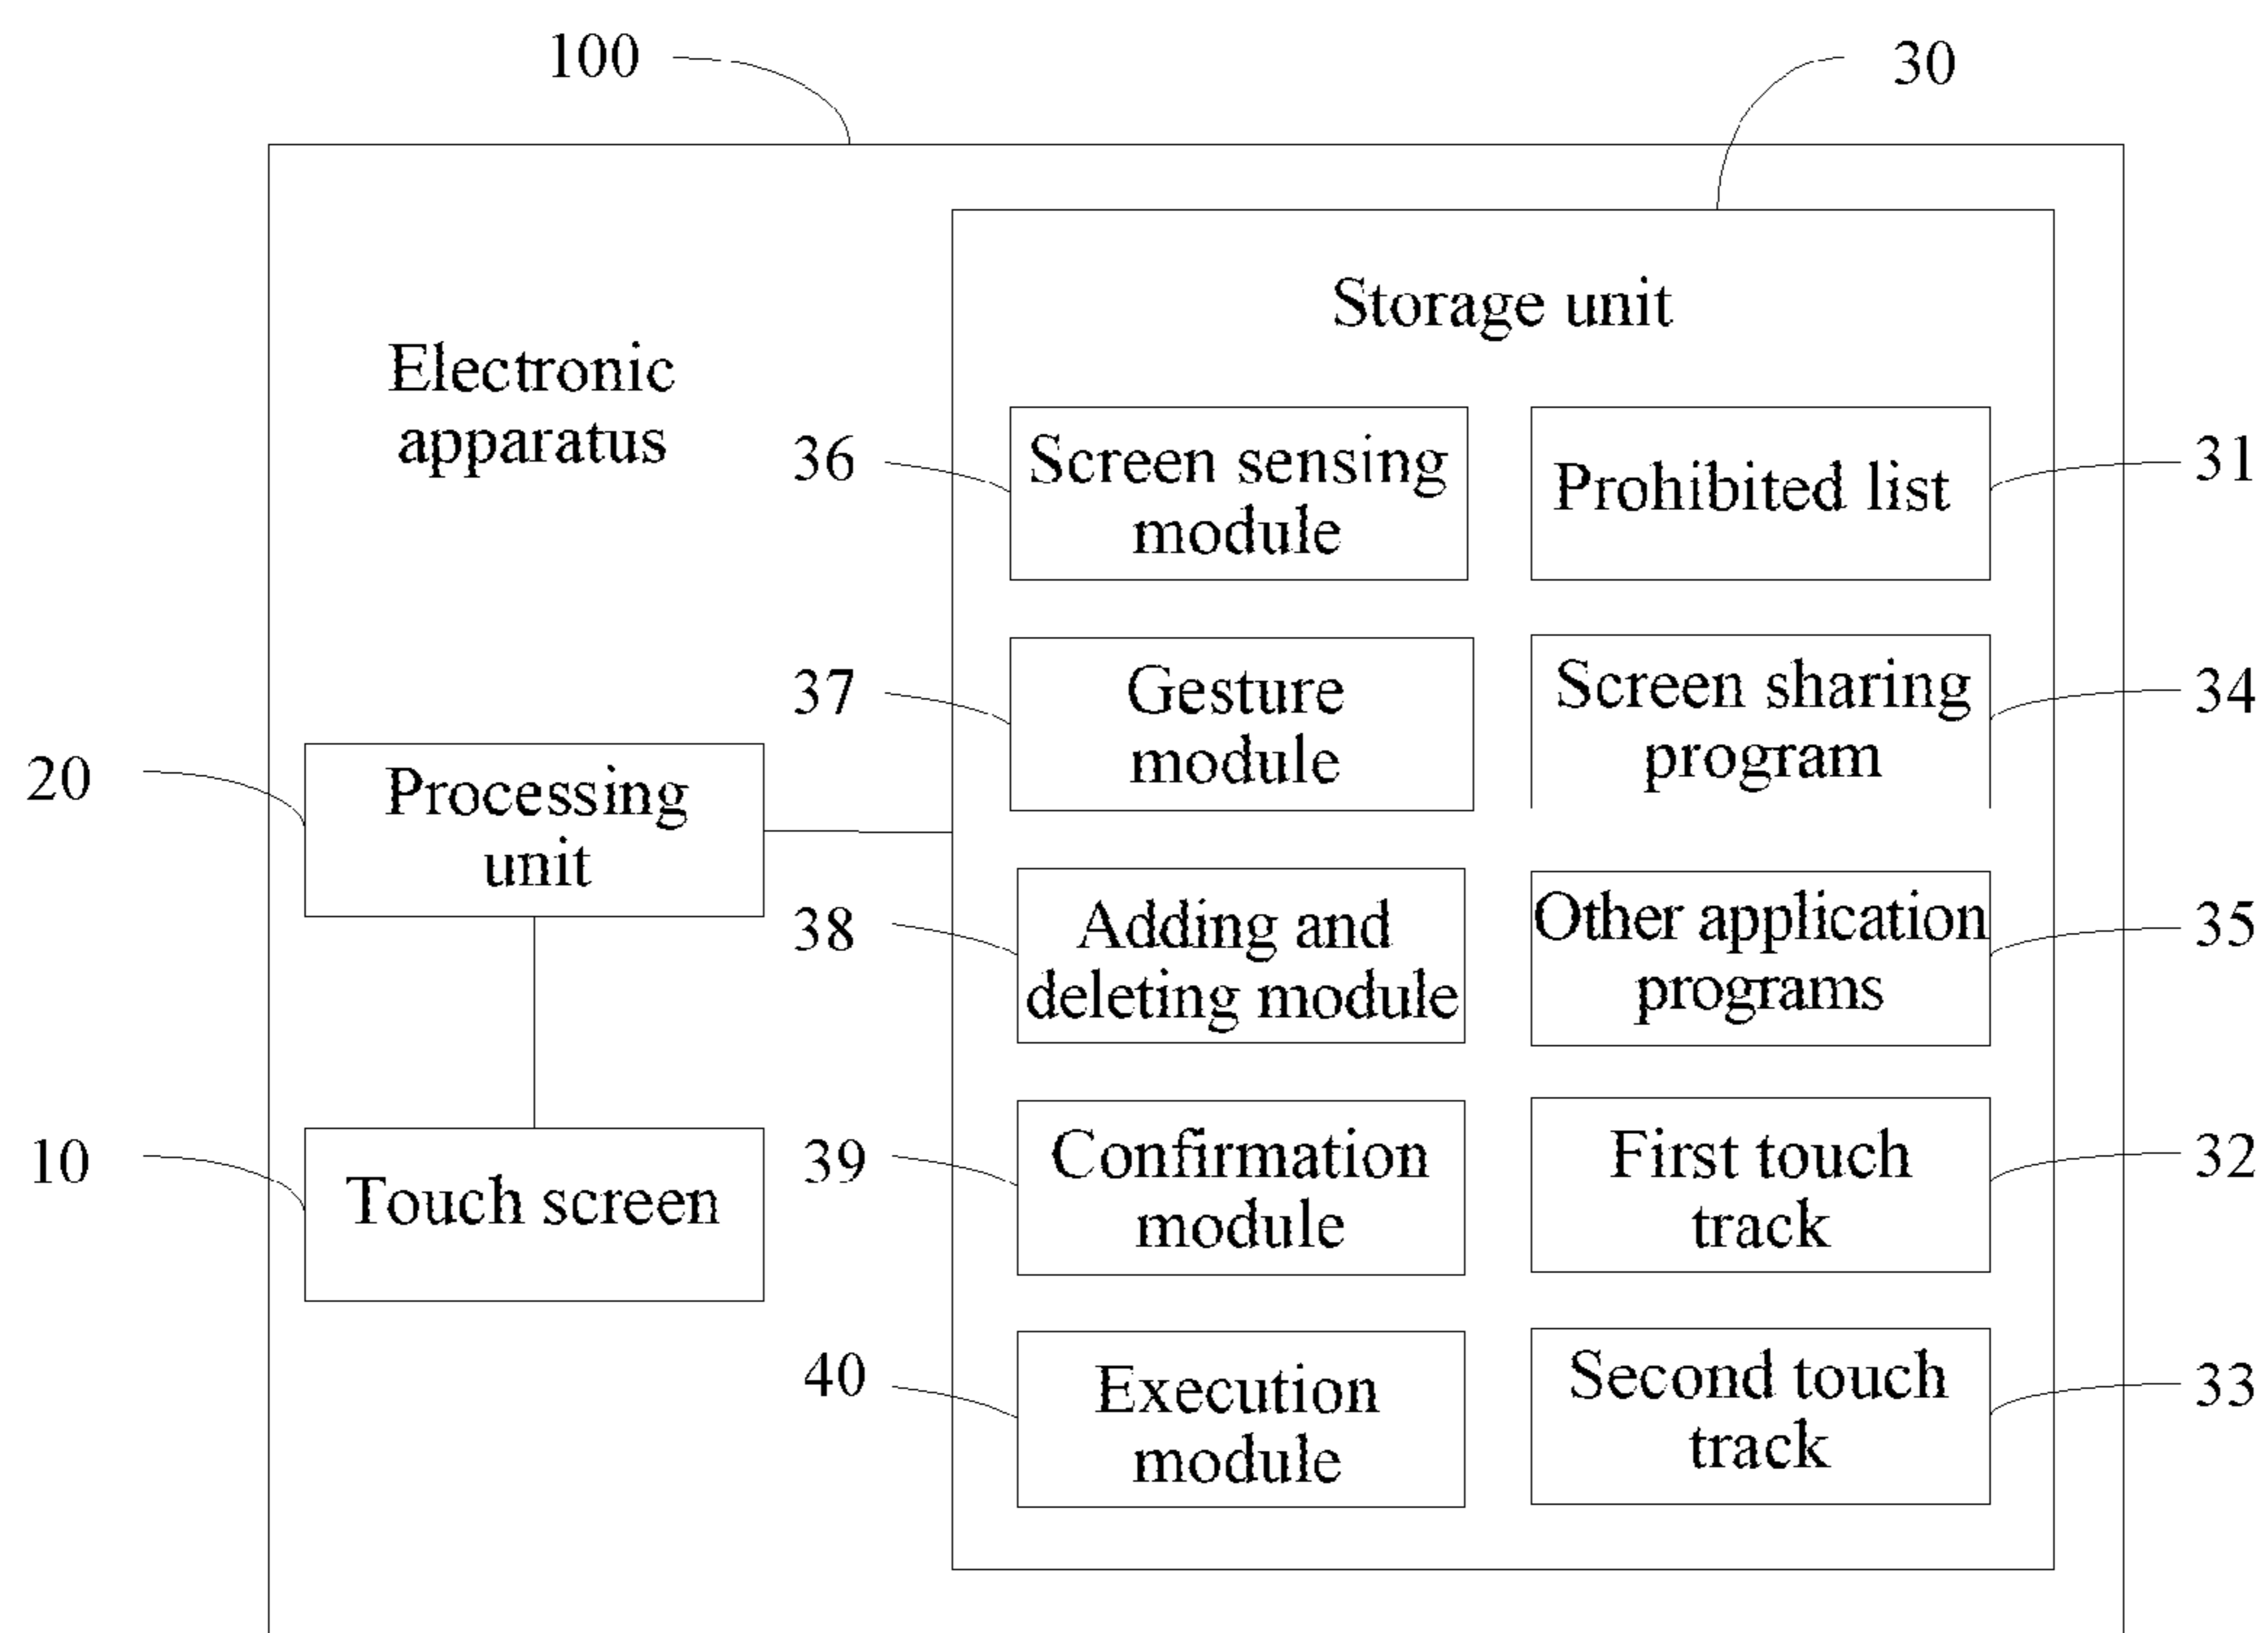 100
30
Storage unit
Electronic
apparatus
36
Screen sensing
module
Prohibited list
31
37
Gesture
module
Screen sharing
program
34
20
Processing
unit
38
Adding and
deleting module
Other application
programs
35
10
Touch screen
39
Confirmation
module
First touch
track
32
40
Execution
module
Second touch
track
33